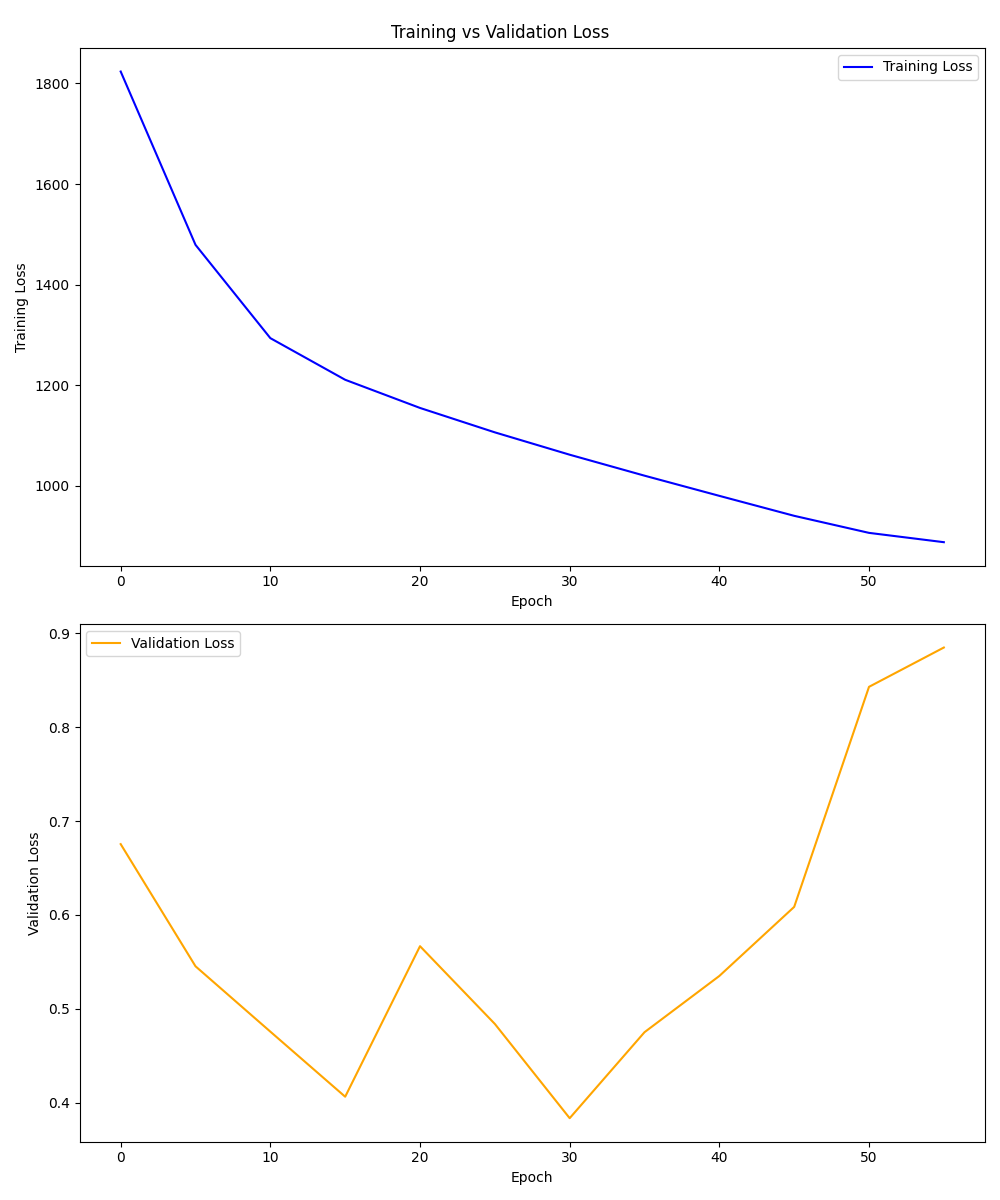 Training vs Validation Loss
Training Loss
1800
1600
1400
1200
1000
Training Loss
0 10 20 30 40 50
Epoch
Validation Loss
0.9
0.8
0.7
0.6
0.5
0.4
Validation Loss
0 10 20 30 40 50
Epoch